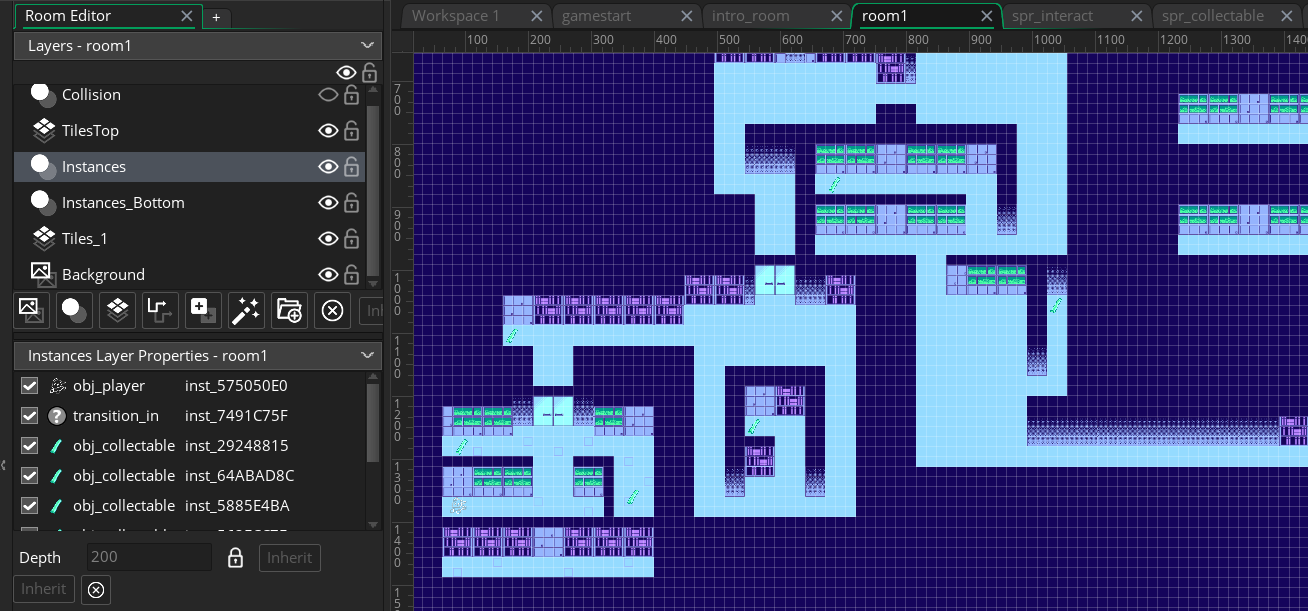 Room Editor
+
Workspace 1
gamestart
intro_room
room1
spr_interact
spr_collectable
Layers - room1
100 200 300 400 500 600 700 800 900 1000 1100 1200 1300 140
Collision
TilesTop
Instances
Instances_Bottom
Tiles_1
Background
Inh
Instances Layer Properties - room1
obj_player inst_575050E0
transition_in inst_7491C75F
obj_collectable inst_29248815
obj_collectable inst_64ABAD8C
obj_collectable inst_5885E4BA
Depth 200 Inherit
Inherit
700
800
900
1000
1100
1200
1300
1400
15